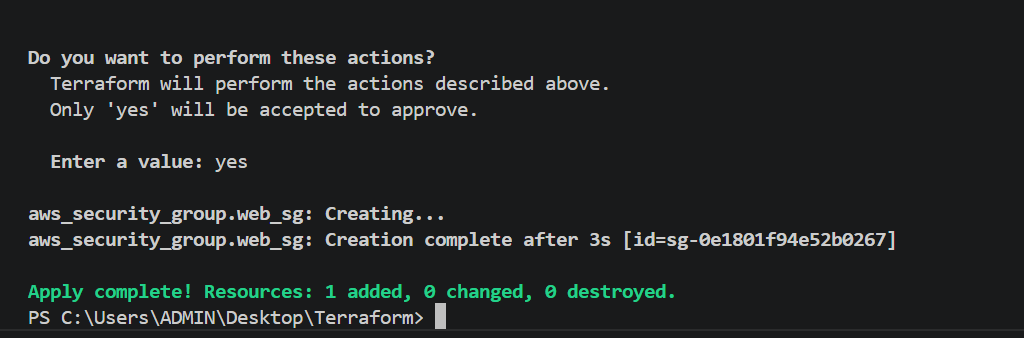 Do you want to perform these actions?
Terraform will perform the actions described above.
Only 'yes' will be accepted to approve.
Enter a value: yes
aws_security_group.web_sg: Creating...
aws_security_group.web_sg: Creation complete after 3s [id=sg-0e1801f94e52b0267]
Apply complete! Resources: 1 added, 0 changed, 0 destroyed.
PS C:\Users\ADMIN\Desktop\Terraform>